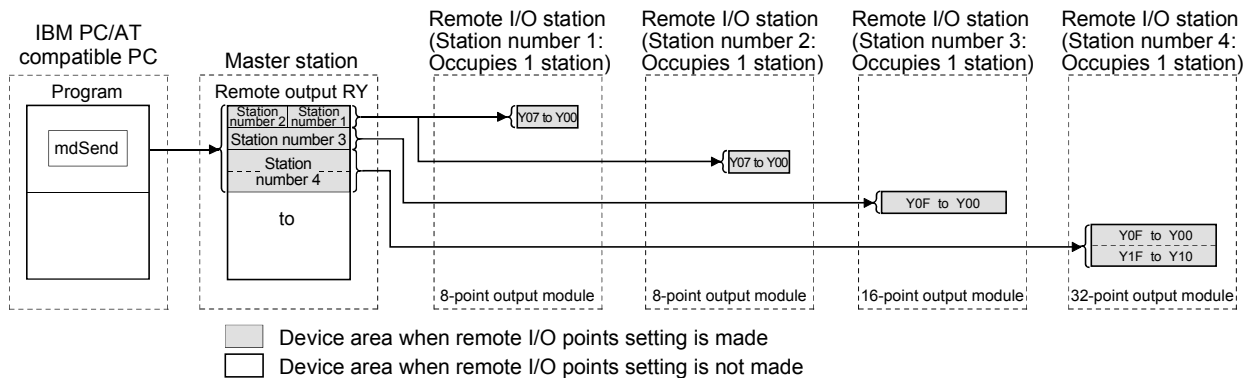 IBM PC/AT
compatible PC
Program
mdSend
Master station
Remote output RY
Station
number 2
Station
number 1
Station number 3
Station
number 4
to
Remote I/O station
(Station number 1:
Occupies 1 station)
Y07 to Y00
8-point output module
Remote I/O station
(Station number 2:
Occupies 1 station)
Y07 to Y00
8-point output module
Remote I/O station
(Station number 3:
Occupies 1 station)
Y0F to Y00
16-point output module
Remote I/O station
(Station number 4:
Occupies 1 station)
Y0F to Y00
Y1F to Y10
32-point output module
Device area when remote I/O points setting is made
Device area when remote I/O points setting is not made